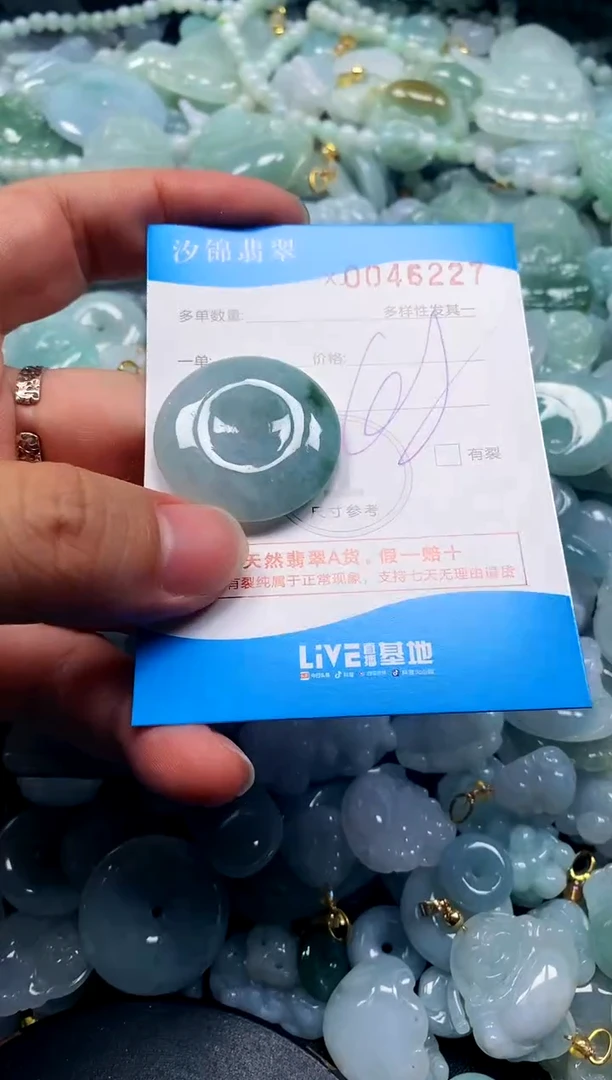 汐锦翡翠
0046227
多单数量:
多样性发其一
一单:
价格:
有裂
尺寸参考
天然翡翠A货，假一赔十
有裂纯属于正常现象，支持七天无理由退货
LiVE直播基地